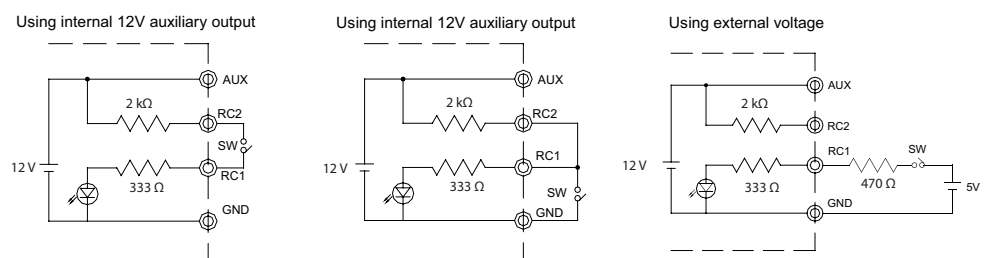 Using internal 12V auxiliary output
AUX
2 kΩ
RC2
SW
12 V
RC1
333 Ω
GND
Using internal 12V auxiliary output
AUX
2 kΩ
RC2
RC1
12 V
333 Ω
SW
GND
Using external voltage
AUX
2 kΩ
RC2
RC1
SW
12 V
333 Ω
470 Ω
5V
GND